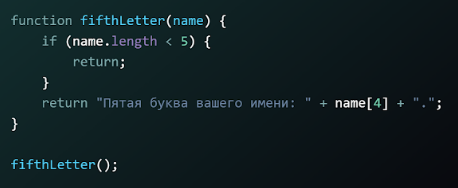 function fifthLetter(name) {
    if (name.length < 5) {
        return;
    }
    return "Пятая буква вашего имени: " + name[4] + ".";
}

fifthLetter();